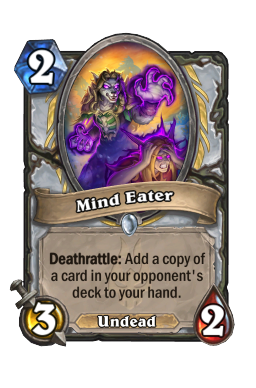 2
Mind Eater
Deathrattle: Add a copy of
a card in your opponent's
deck to your hand.
3
Undead
2